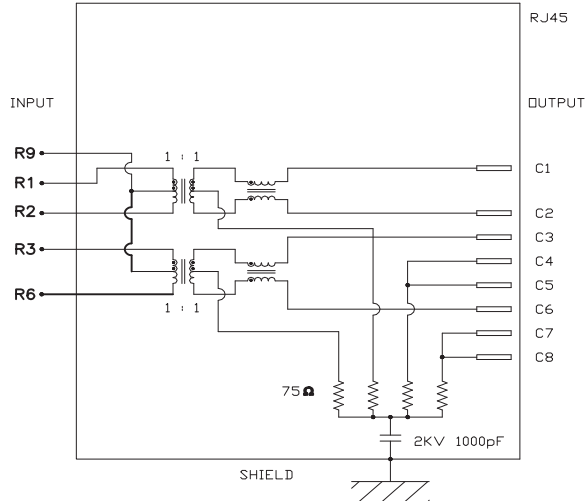 RJ45
INPUT
OUTPUT
R9
1 : 1
R1
C1
R2
C2
R3
C3
C4
C5
R6
C6
1 : 1
C7
C8
75Ω
2KV 1000pF
SHIELD